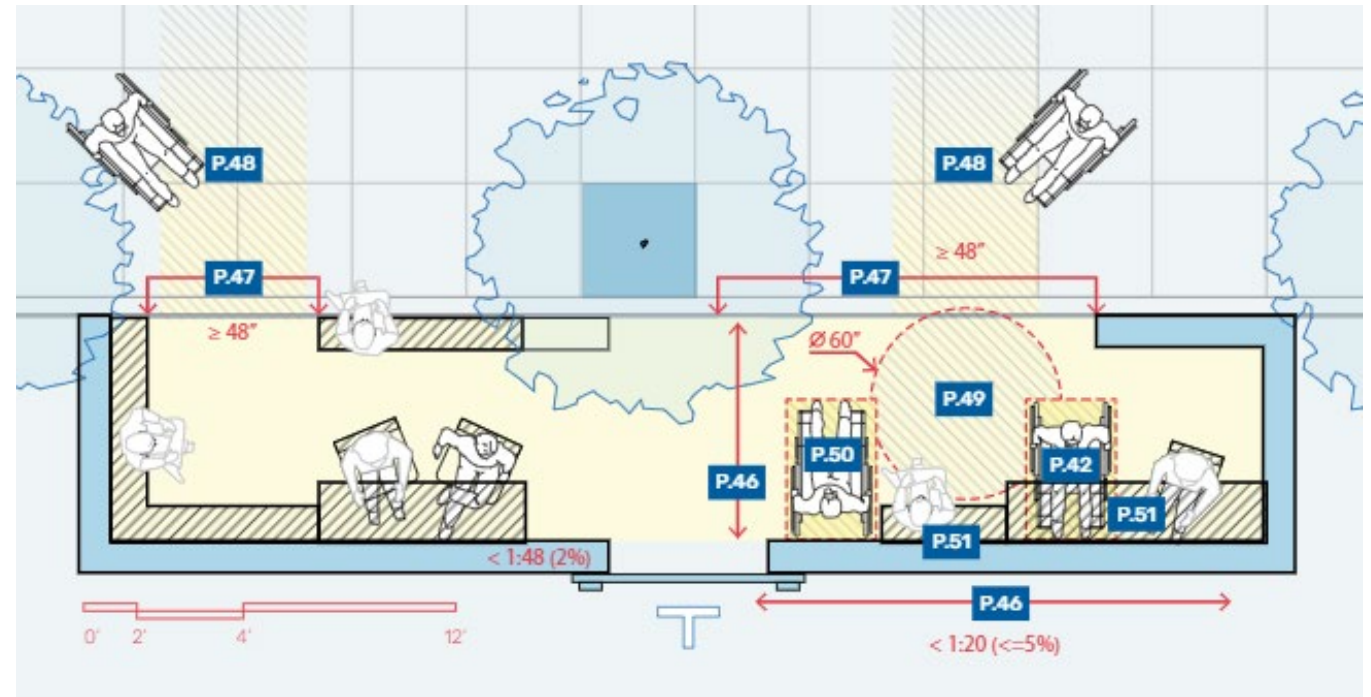 P.48
P.48
≥ 48"
P.47
P.47
≥ 48"
Ø 60"
P.49
P.50
P.42
P.46
P.51
P.51
< 1:48 (2%)
P.46
0' 2' 4' 12'
< 1:20 (<=5%)